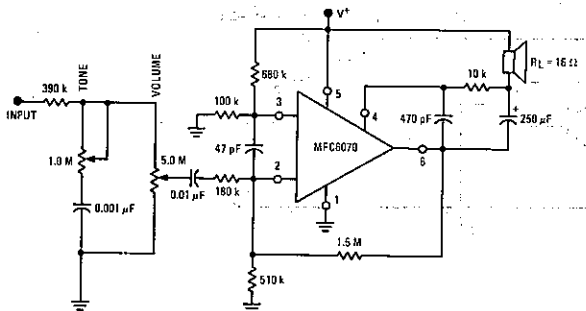 V+
390 k
INPUT
TONE
1.0 M
0.001 µF
VOLUME
5.0 M
0.01 µF
180 k
680 k
100 k
3
47 pF
2
5
4
MFC6070
6
1
10 k
470 pF
RL = 16 Ω
+
250 µF
1.5 M
510 k